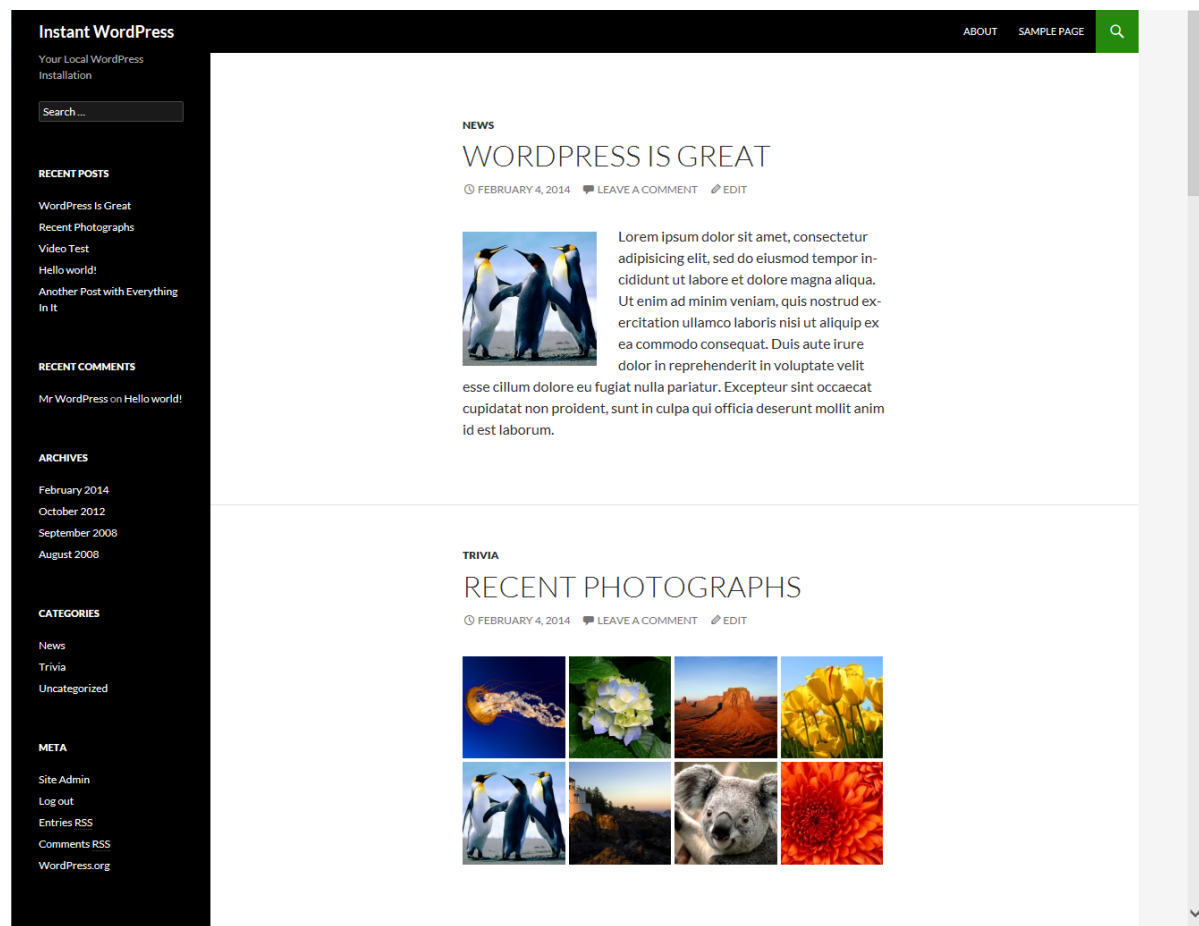 Instant WordPress
ABOUT
SAMPLE PAGE
Your Local WordPress
Installation
Search ...
RECENT POSTS
WordPress Is Great
Recent Photographs
Video Test
Hello world!
Another Post with Everything
In It
RECENT COMMENTS
Mr WordPress on Hello world!
ARCHIVES
February 2014
October 2012
September 2008
August 2008
CATEGORIES
News
Trivia
Uncategorized
META
Site Admin
Log out
Entries RSS
Comments RSS
WordPress.org
NEWS
WORDPRESS IS GREAT
FEBRUARY 4, 2014 LEAVE A COMMENT EDIT
Lorem ipsum dolor sit amet, consectetur
adipisicing elit, sed do eiusmod tempor in-
cididunt ut labore et dolore magna aliqua.
Ut enim ad minim veniam, quis nostrud ex-
ercitation ullamco laboris nisi ut aliquip ex
ea commodo consequat. Duis aute irure
dolor in reprehenderit in voluptate velit
esse cillum dolore eu fugiat nulla pariatur. Excepteur sint occaecat
cupidatat non proident, sunt in culpa qui officia deserunt mollit anim
id est laborum.
TRIVIA
RECENT PHOTOGRAPHS
FEBRUARY 4, 2014 LEAVE A COMMENT EDIT